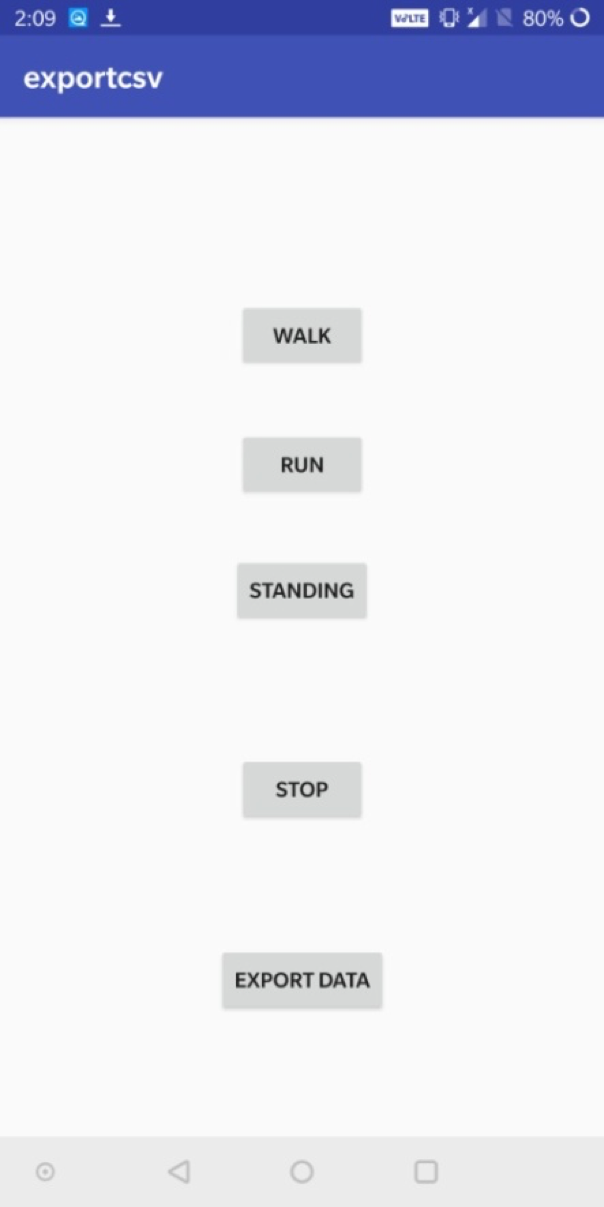 2:09 VoLTE 80%
exportcsv
WALK
RUN
STANDING
STOP
EXPORT DATA